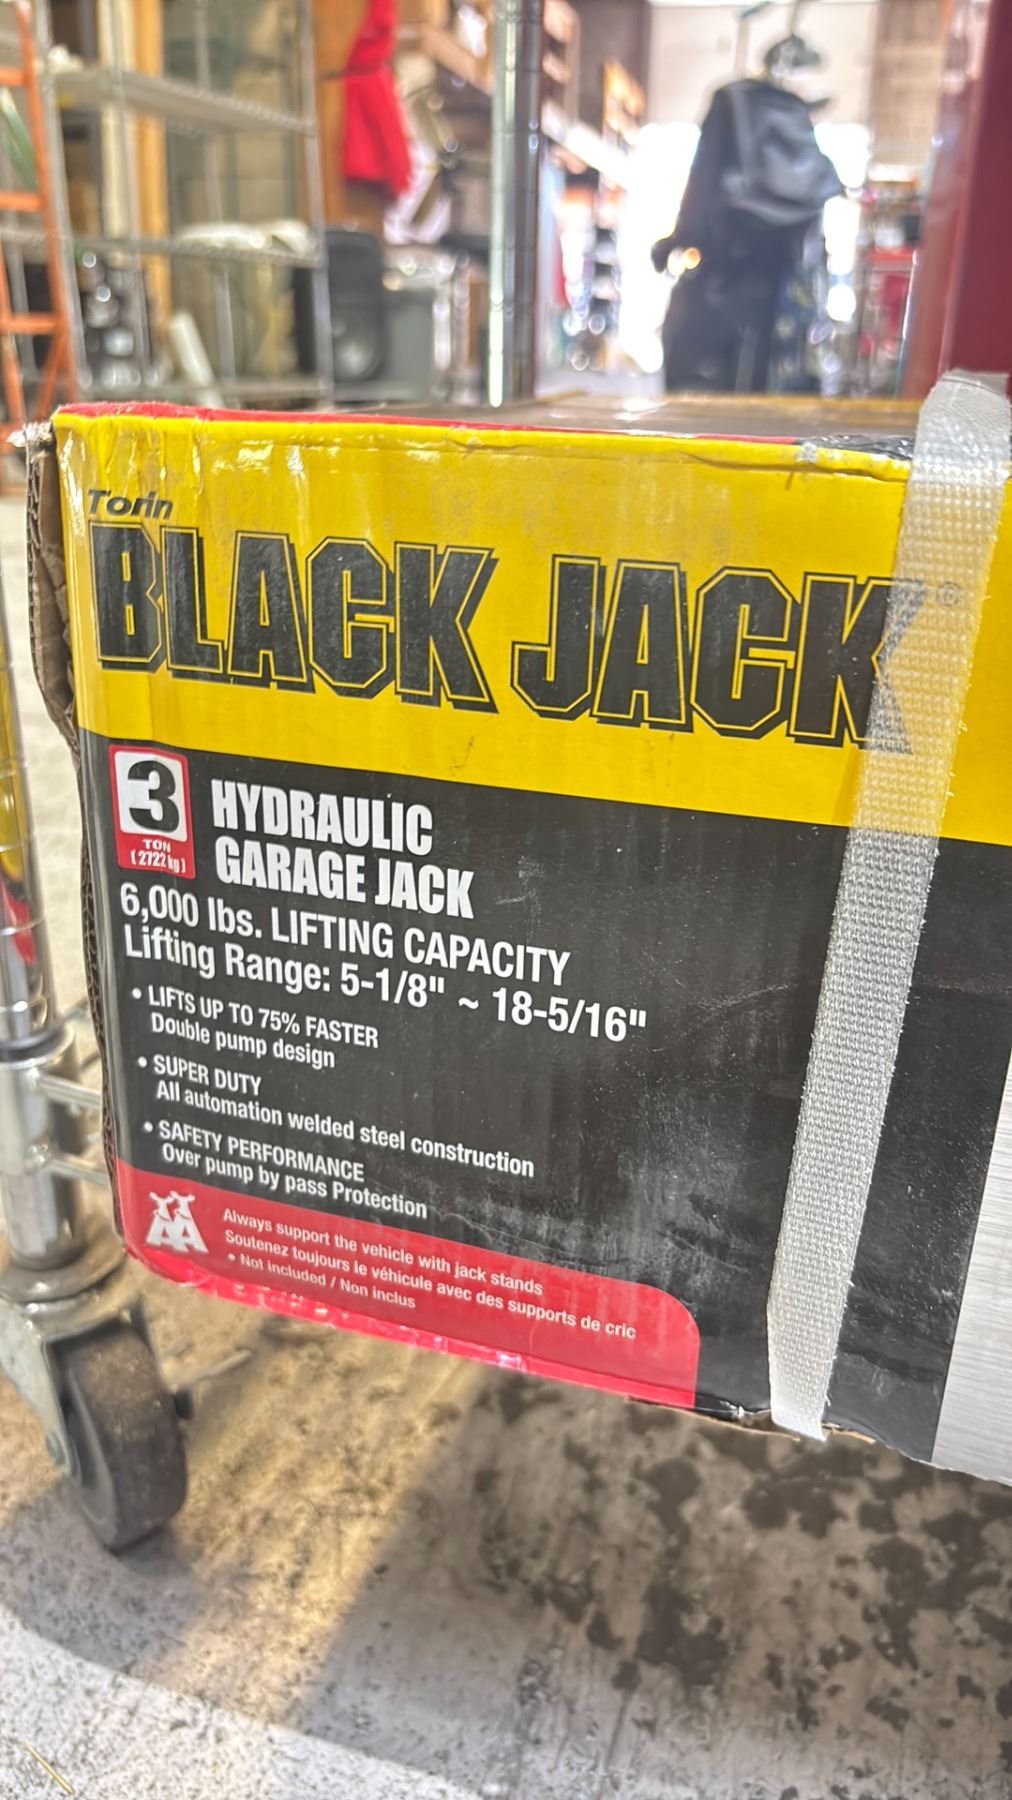 Torin
BLACK JACK®
3
TON
(2722 kg)
HYDRAULIC
GARAGE JACK
6,000 lbs. LIFTING CAPACITY
Lifting Range: 5-1/8" ~ 18-5/16"
• LIFTS UP TO 75% FASTER
Double pump design
• SUPER DUTY
All automation welded steel construction
• SAFETY PERFORMANCE
Over pump by pass Protection
Always support the vehicle with jack stands
Soutenez toujours le véhicule avec des supports de cric
• Not included / Non inclus